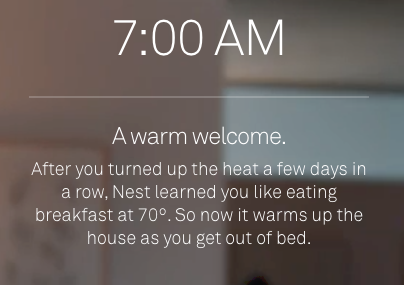 7:00 AM
A warm welcome.
After you turned up the heat a few days in
a row, Nest learned you like eating
breakfast at 70°. So now it warms up the
house as you get out of bed.